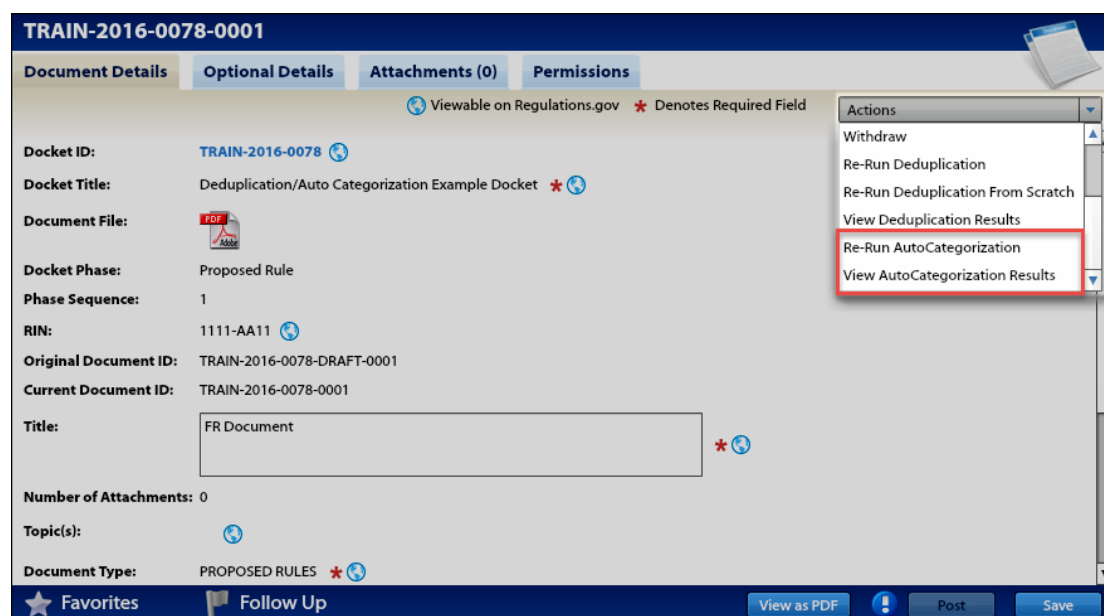 TRAIN-2016-0078-0001
Document Details Optional Details Attachments (0) Permissions
Viewable on Regulations.gov * Denotes Required Field Actions
Withdraw
Re-Run Deduplication
Re-Run Deduplication From Scratch
View Deduplication Results
Re-Run AutoCategorization
View AutoCategorization Results
Docket ID: TRAIN-2016-0078
Docket Title: Deduplication/Auto Categorization Example Docket *
Document File: PDF Adobe
Docket Phase: Proposed Rule
Phase Sequence: 1
RIN: 1111-AA11
Original Document ID: TRAIN-2016-0078-DRAFT-0001
Current Document ID: TRAIN-2016-0078-0001
Title: FR Document *
Number of Attachments: 0
Topic(s):
Document Type: PROPOSED RULES *
Favorites Follow Up View as PDF ! Post Save